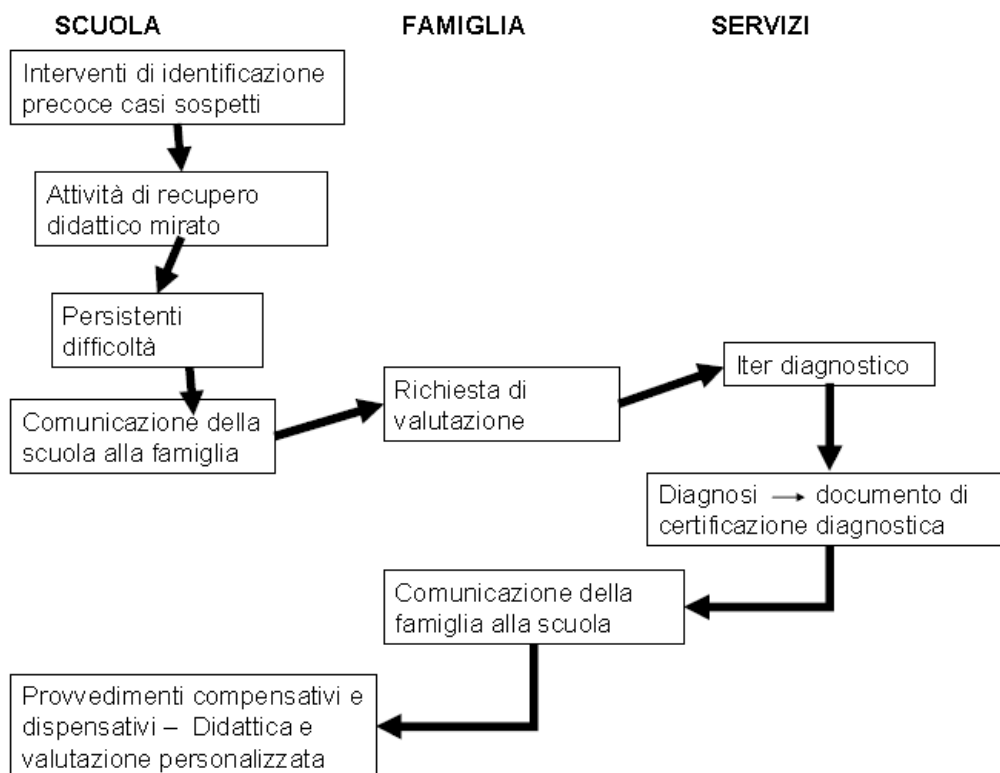 SCUOLA
FAMIGLIA
SERVIZI
Interventi di identificazione
precoce casi sospetti
Attività di recupero
didattico mirato
Persistenti
difficoltà
Comunicazione della
scuola alla famiglia
Richiesta di
valutazione
Iter diagnostico
Diagnosi → documento di
certificazione diagnostica
Comunicazione della
famiglia alla scuola
Provvedimenti compensativi e
dispensativi – Didattica e
valutazione personalizzata